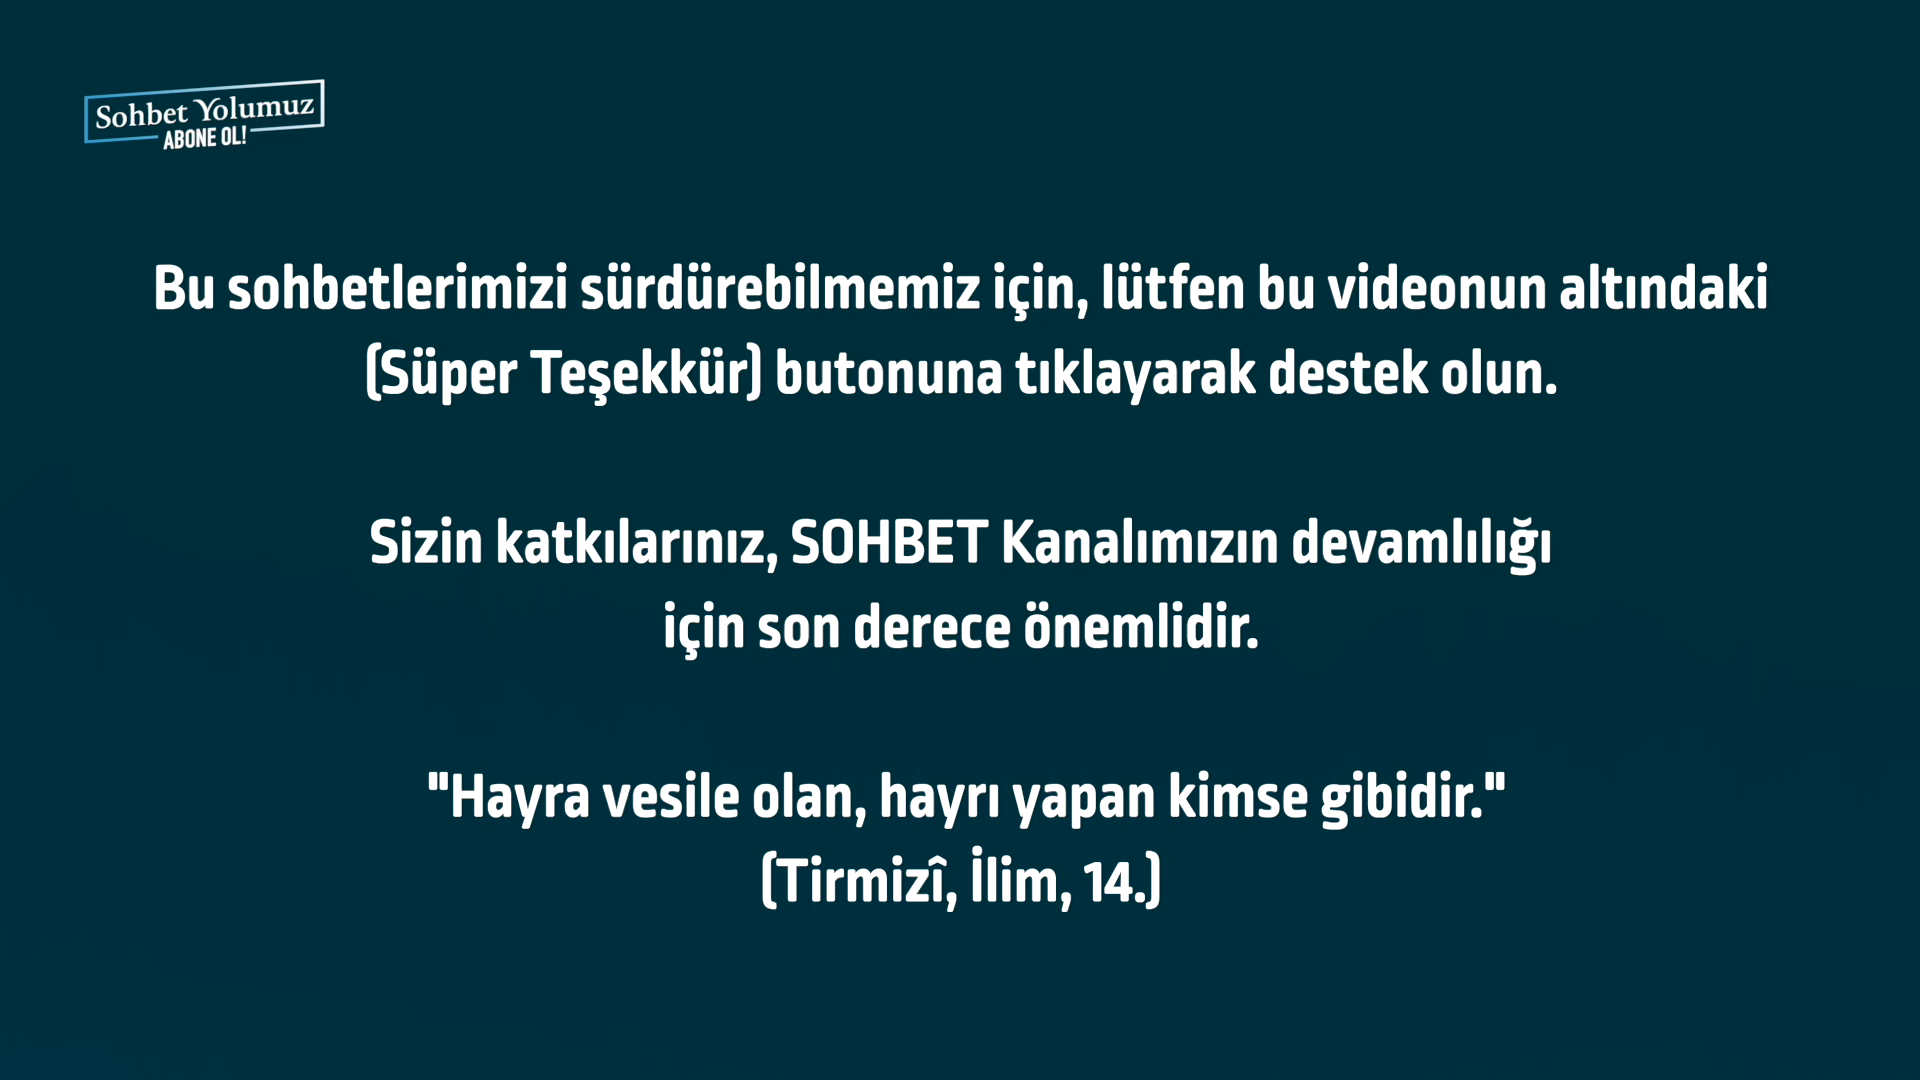 Sohbet Yolumuz
ABONE OL!
Bu sohbetlerimizi sürdürebilmemiz için, lütfen bu videonun altındaki
(Süper Teşekkür) butonuna tıklayarak destek olun.
Sizin katkılarınız, SOHBET Kanalımızın devamlılığı
için son derece önemlidir.
"Hayra vesile olan, hayrı yapan kimse gibidir."
(Tirmizî, İlim, 14.)